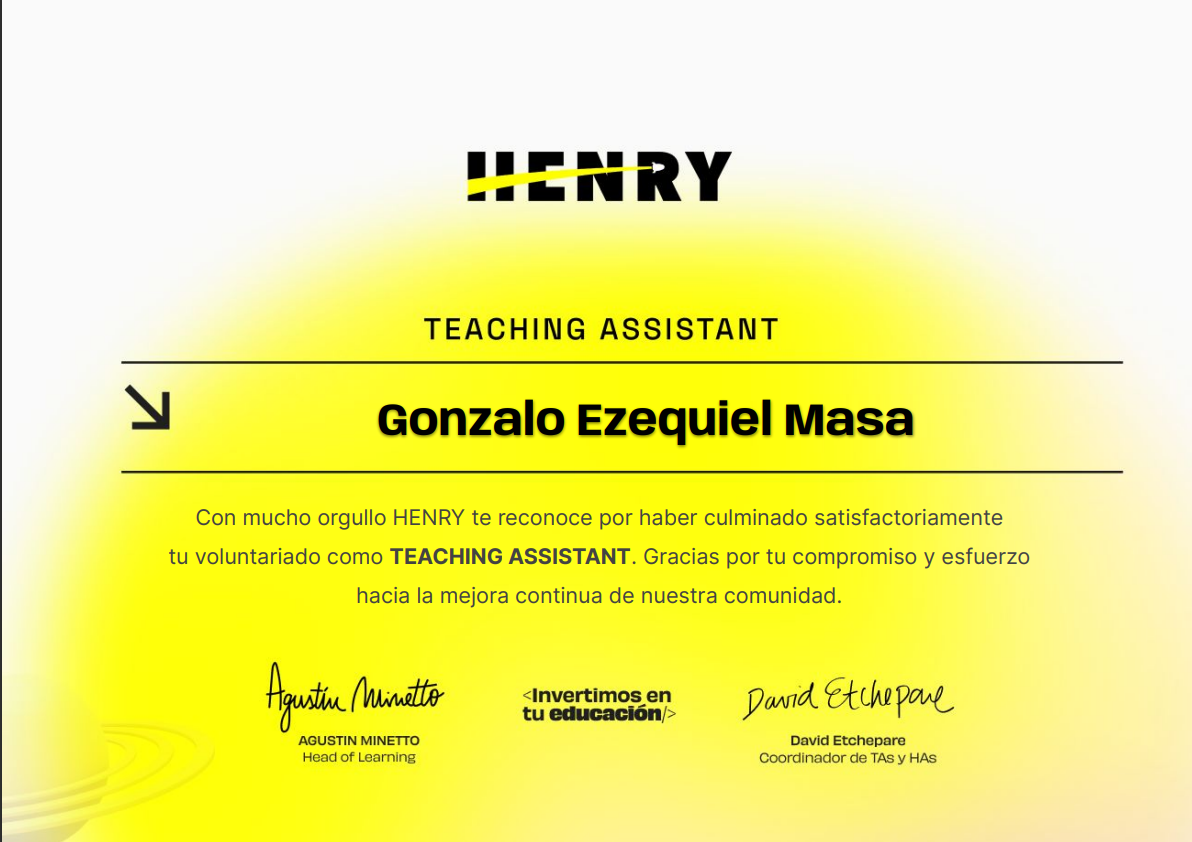 HENRY
TEACHING ASSISTANT
Gonzalo Ezequiel Masa
Con mucho orgullo HENRY te reconoce por haber culminado satisfactoriamente
tu voluntariado como TEACHING ASSISTANT. Gracias por tu compromiso y esfuerzo
hacia la mejora continua de nuestra comunidad.
Agustín Minetto
AGUSTIN MINETTO
Head of Learning
<Invertimos en
tu educación/>
David Etchepare
David Etchepare
Coordinador de TAs y HAs